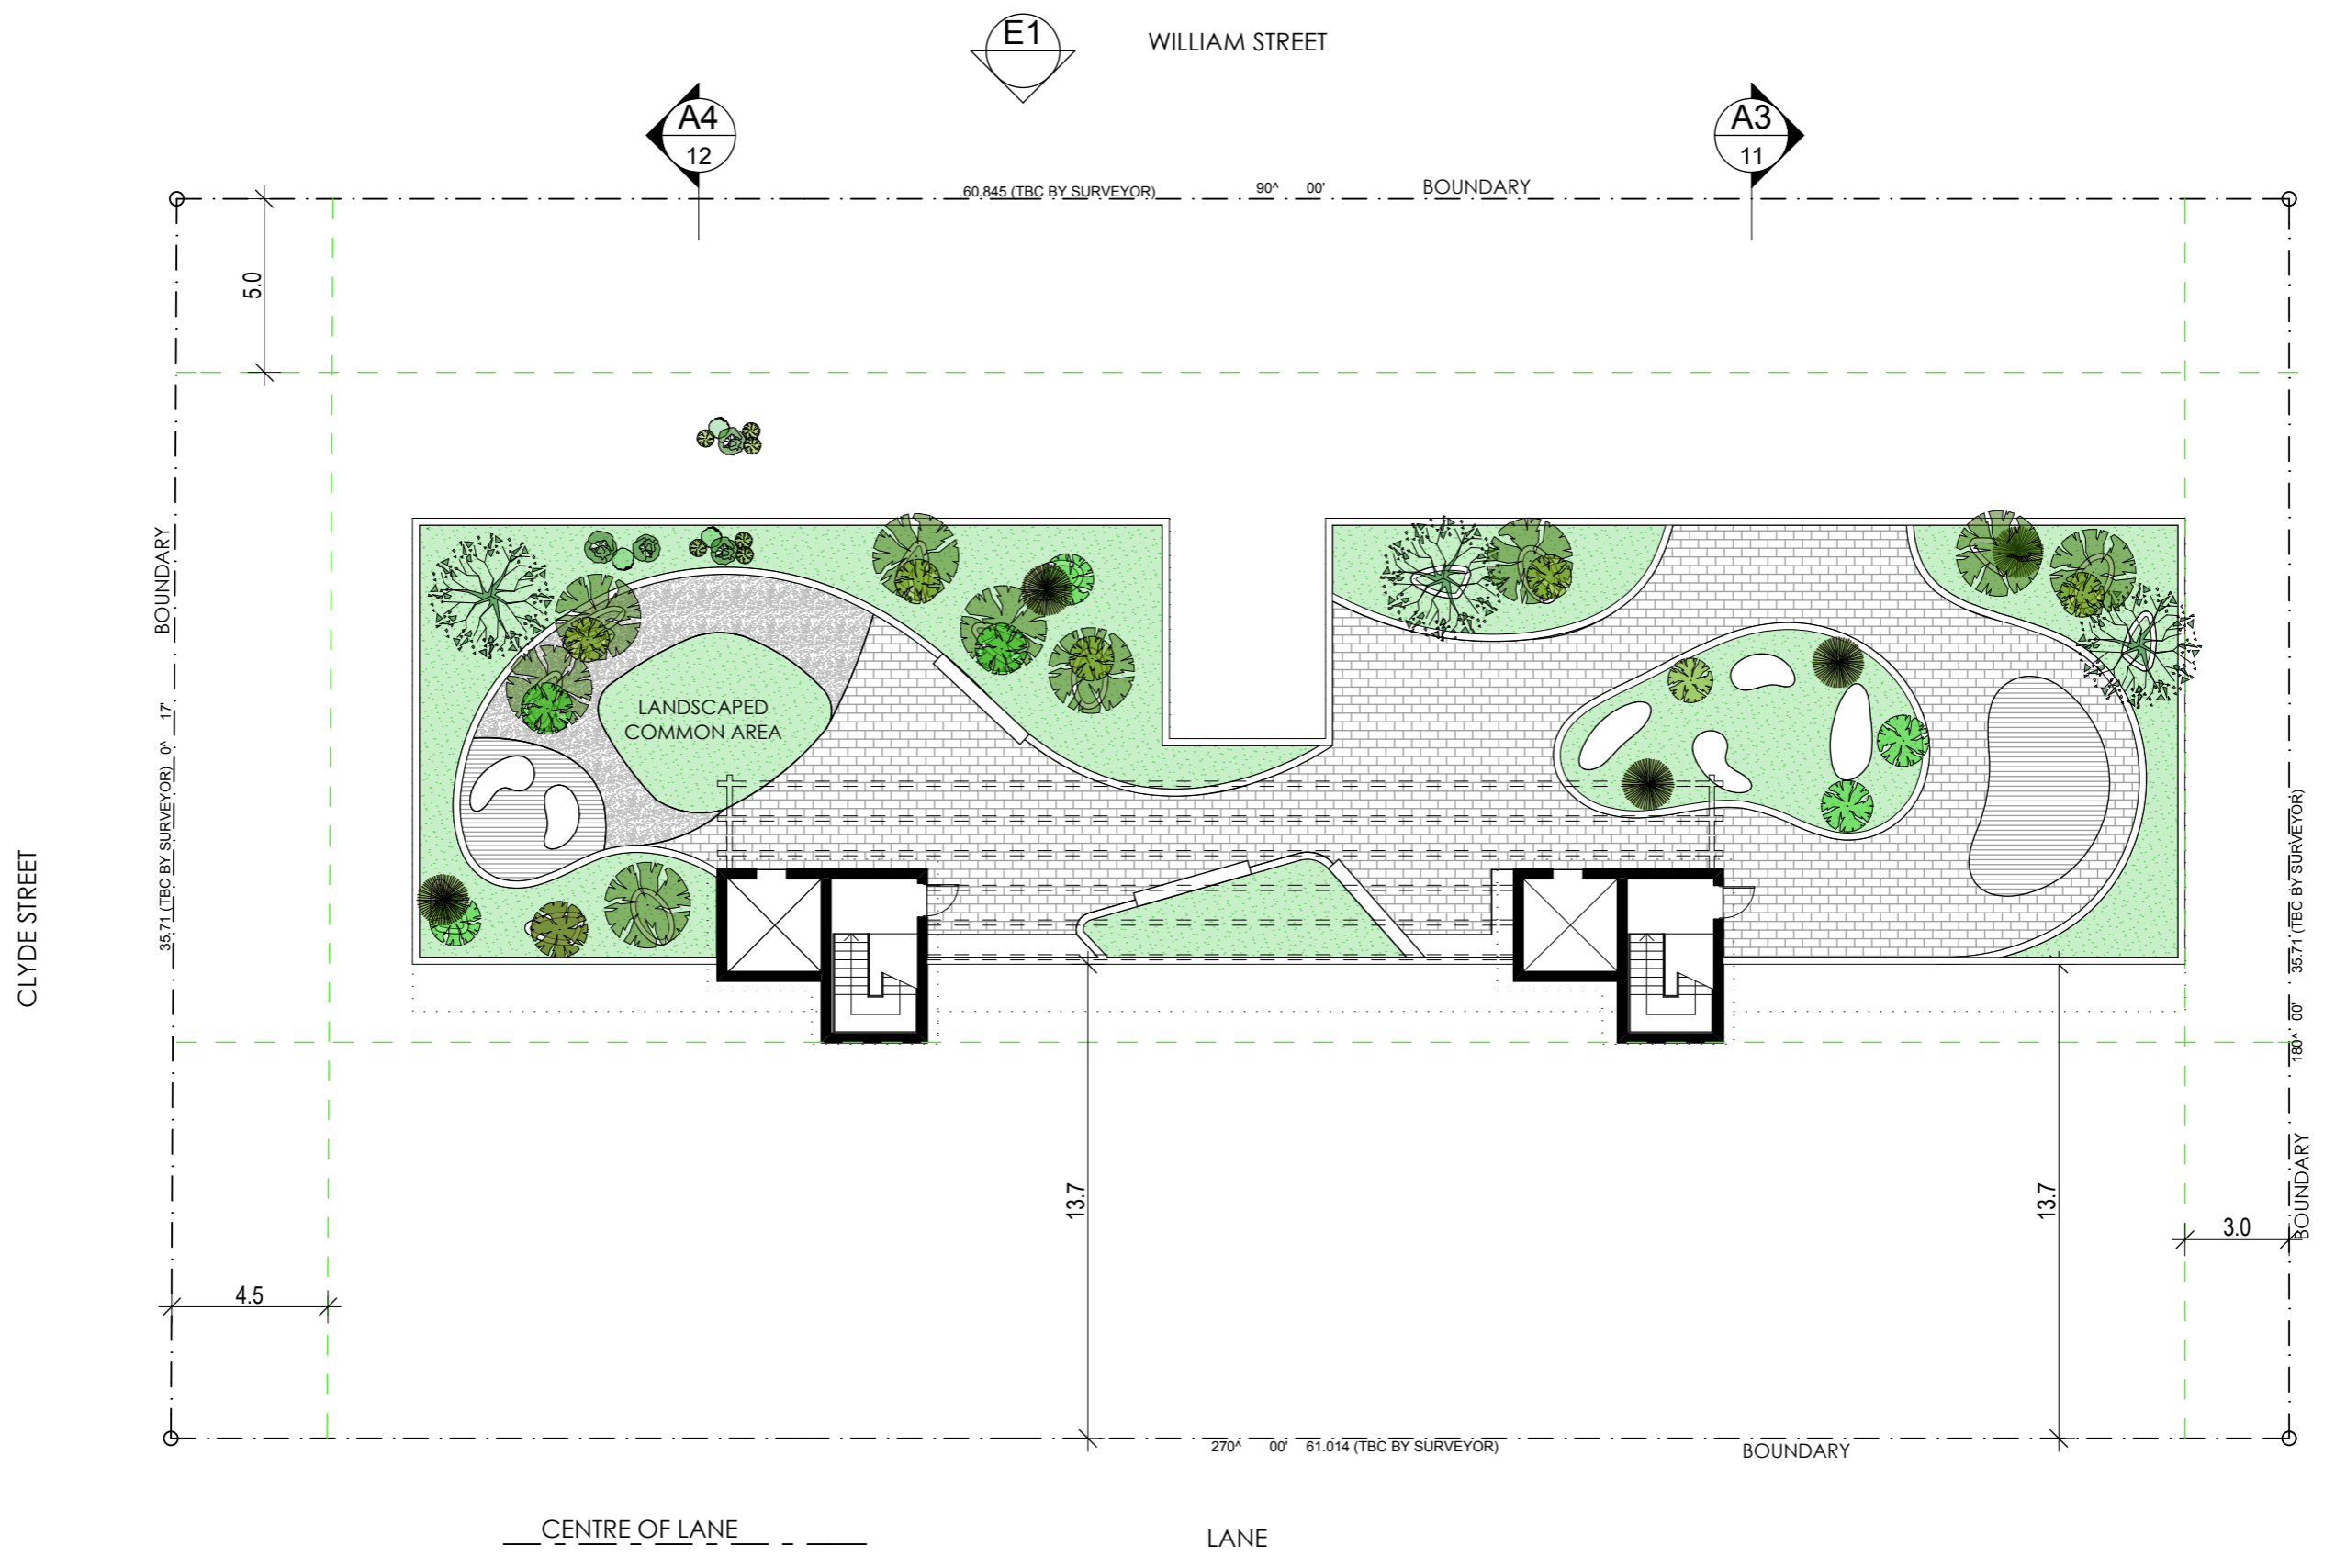 E1
WILLIAM STREET
A4
12
A3
11
60.845 (TBC BY SURVEYOR) 90^ 00' BOUNDARY
5.0
BOUNDARY
35.71 (TBC BY SURVEYOR) 0^ 17'
CLYDE STREET
LANDSCAPED
COMMON AREA
180^ 00' 35.71 (TBC BY SURVEYOR)
BOUNDARY
13.7
13.7
3.0
4.5
270^ 00' 61.014 (TBC BY SURVEYOR)
BOUNDARY
CENTRE OF LANE
LANE